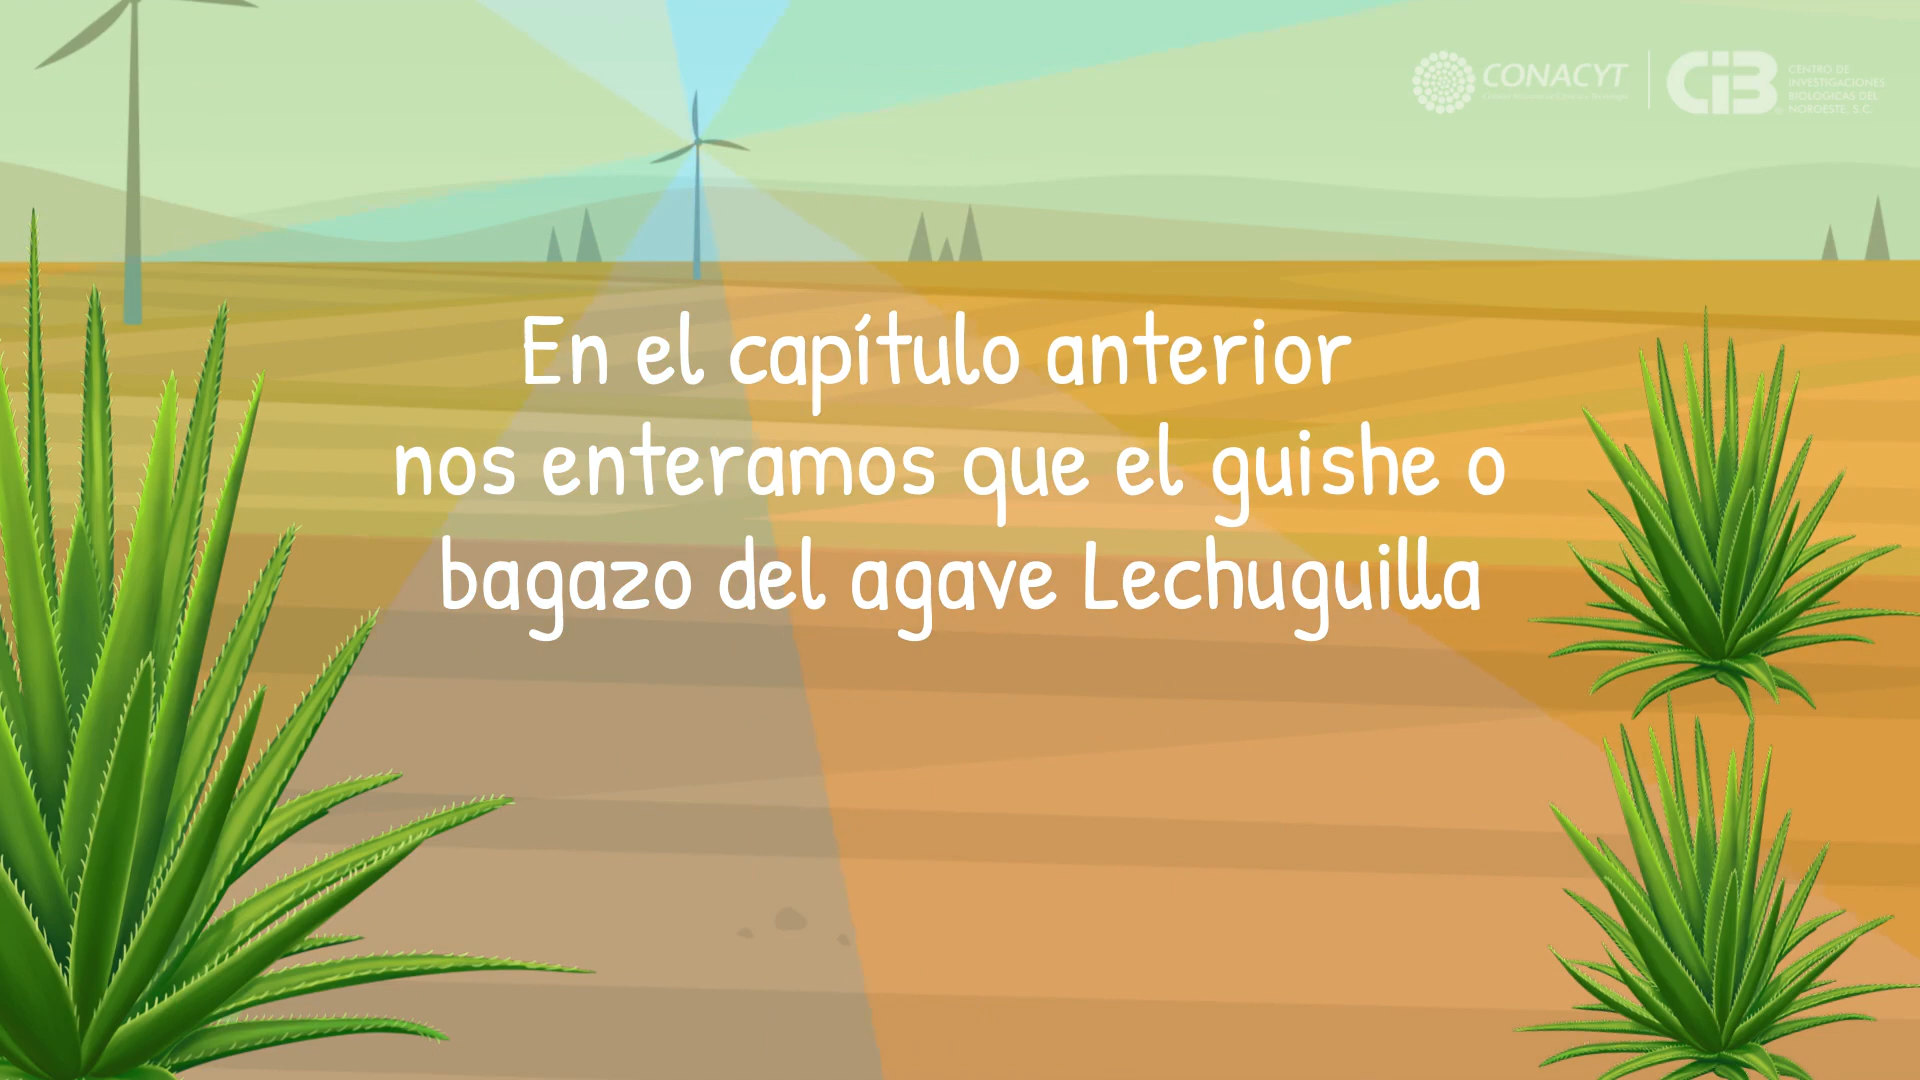 CONACYT
CiB
CENTRO DE
INVESTIGACIONES
BIOLÓGICAS DEL
NOROESTE, S.C.
En el capítulo anterior
nos enteramos que el guishe o
bagazo del agave Lechuguilla